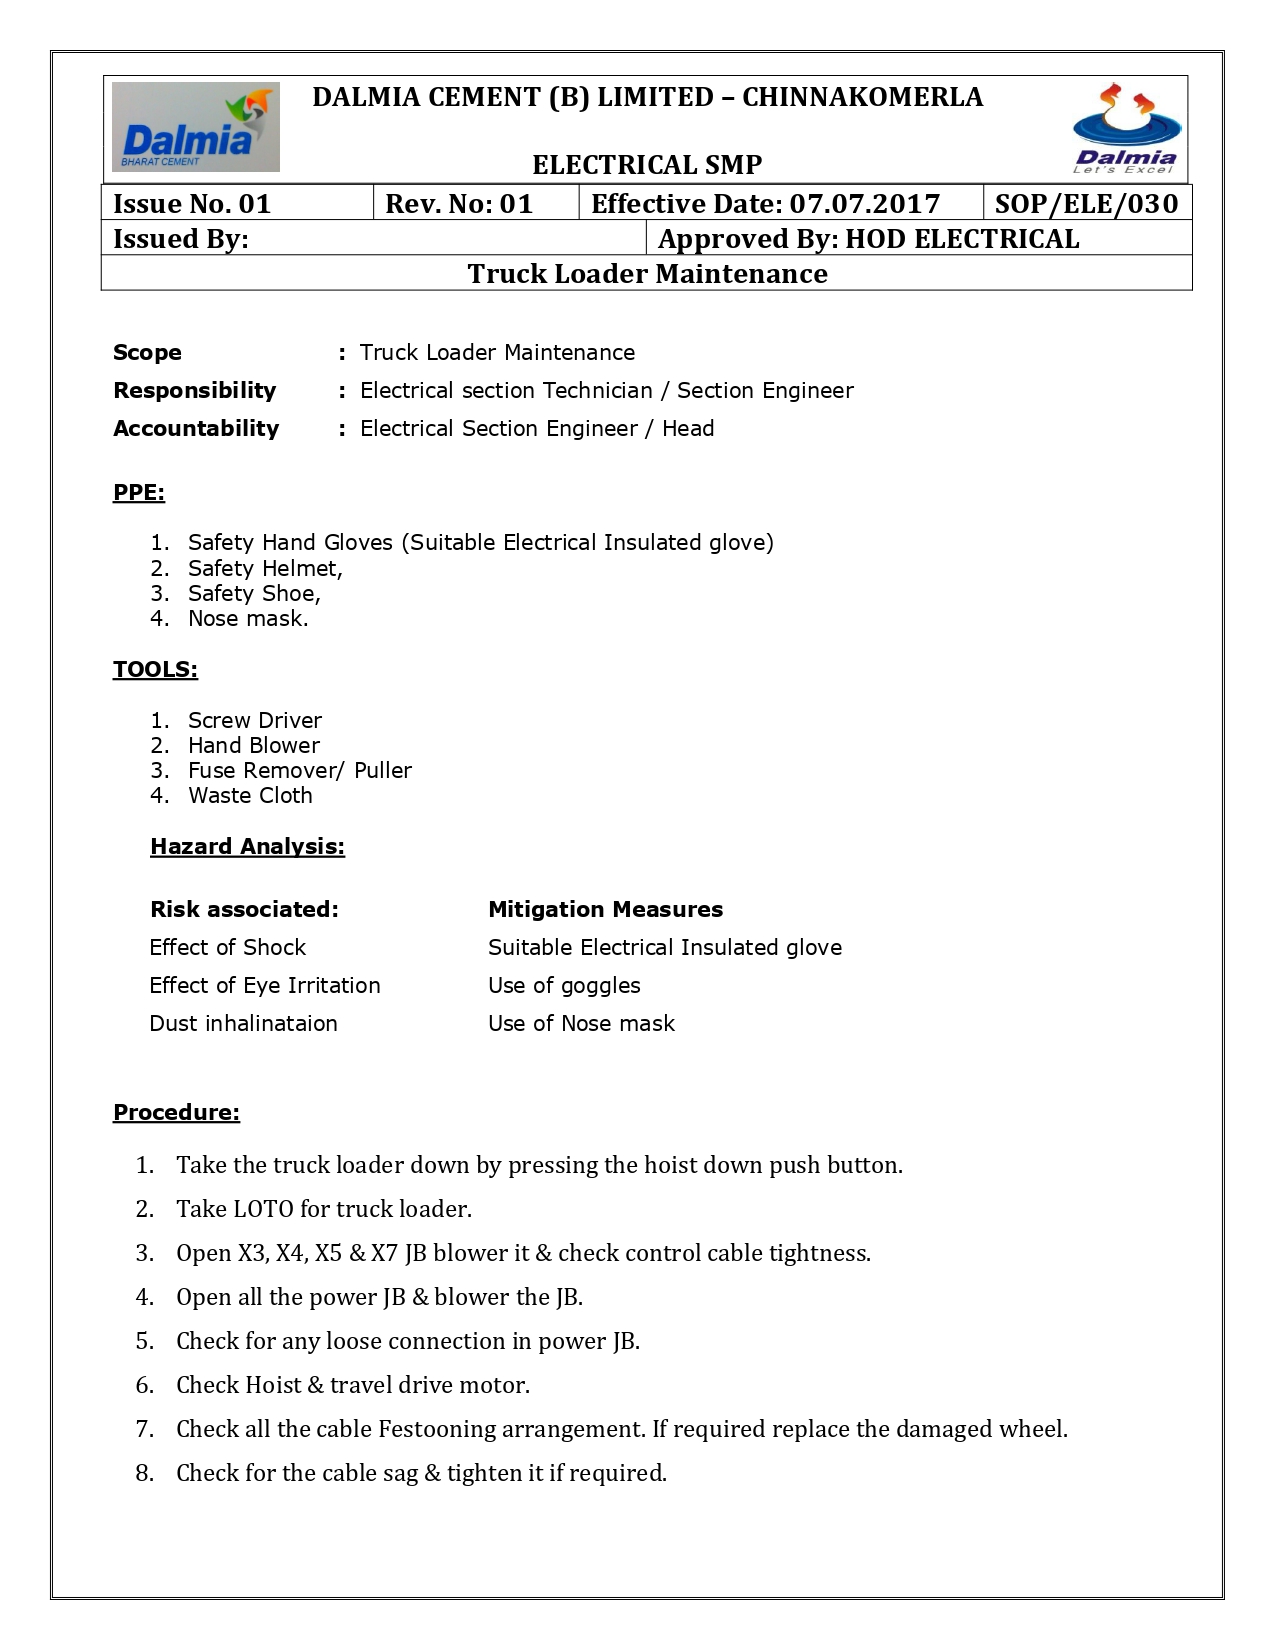 DALMIA CEMENT (B) LIMITED – CHINNAKOMERLA
Dalmia
BHARAT CEMENT
Dalmia
Let's Excel
ELECTRICAL SMP
Issue No. 01 Rev. No: 01 Effective Date: 07.07.2017 SOP/ELE/030
Issued By: Approved By: HOD ELECTRICAL
Truck Loader Maintenance
Scope : Truck Loader Maintenance
Responsibility : Electrical section Technician / Section Engineer
Accountability : Electrical Section Engineer / Head
PPE:
1. Safety Hand Gloves (Suitable Electrical Insulated glove)
2. Safety Helmet,
3. Safety Shoe,
4. Nose mask.
TOOLS:
1. Screw Driver
2. Hand Blower
3. Fuse Remover/ Puller
4. Waste Cloth
Hazard Analysis:
Risk associated: Mitigation Measures
Effect of Shock Suitable Electrical Insulated glove
Effect of Eye Irritation Use of goggles
Dust inhalinataion Use of Nose mask
Procedure:
1. Take the truck loader down by pressing the hoist down push button.
2. Take LOTO for truck loader.
3. Open X3, X4, X5 & X7 JB blower it & check control cable tightness.
4. Open all the power JB & blower the JB.
5. Check for any loose connection in power JB.
6. Check Hoist & travel drive motor.
7. Check all the cable Festooning arrangement. If required replace the damaged wheel.
8. Check for the cable sag & tighten it if required.